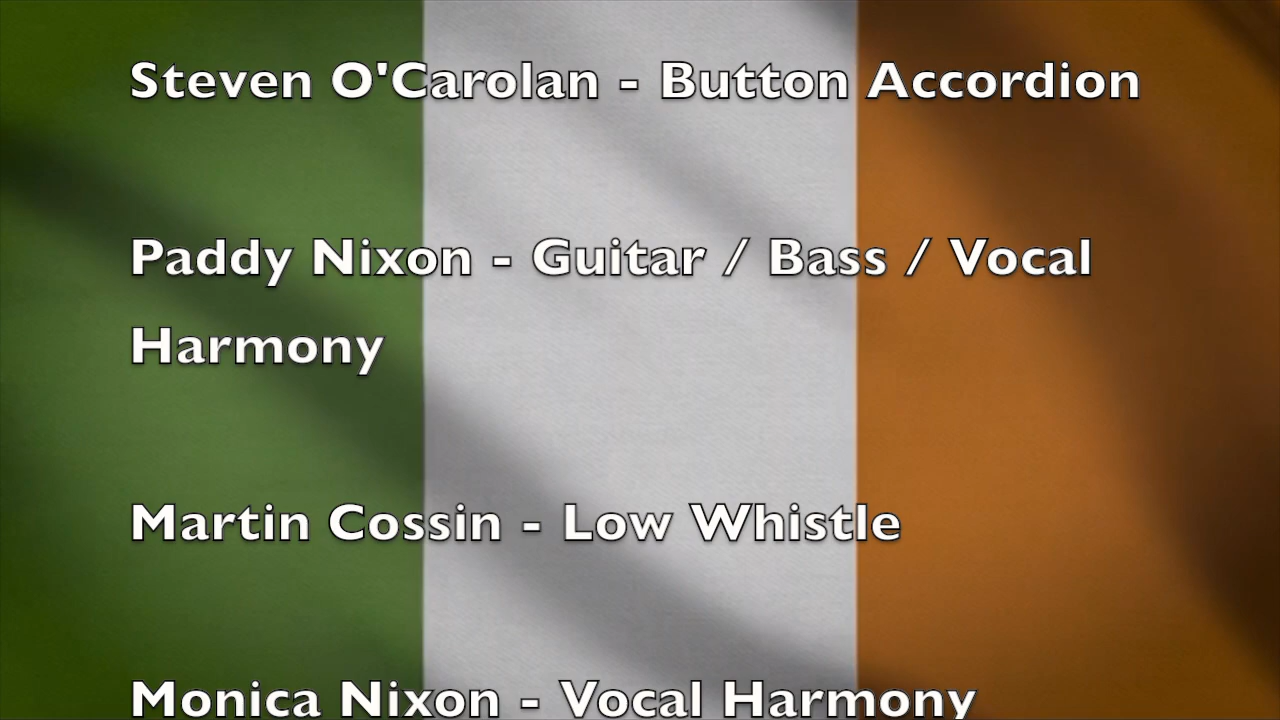 Steven O'Carolan - Button Accordion
Paddy Nixon - Guitar / Bass / Vocal
Harmony
Martin Cossin - Low Whistle
Monica Nixon - Vocal Harmony